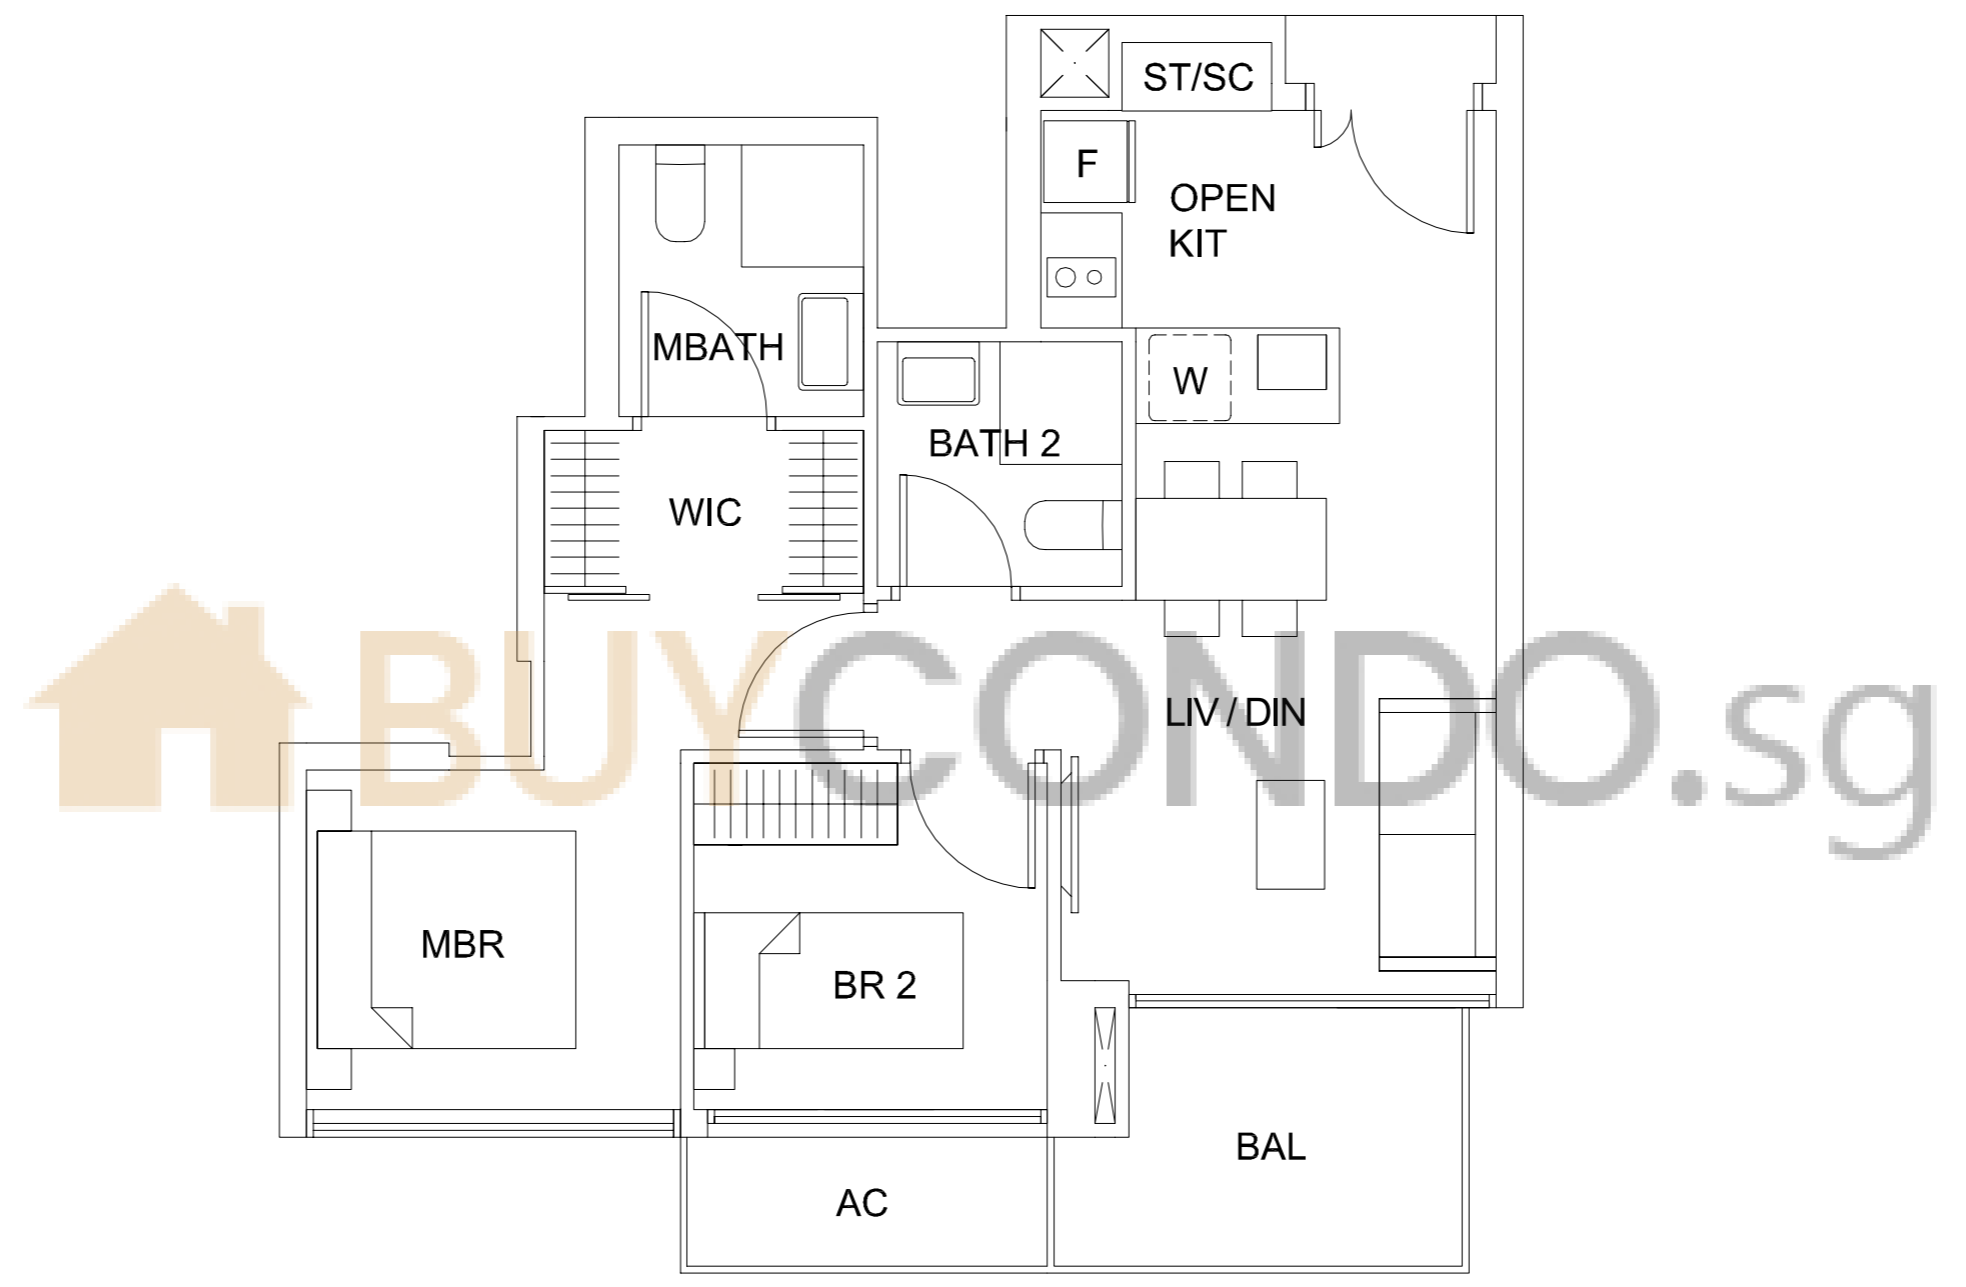 ST/SC
F
OPEN
KIT
MBATH
W
BATH 2
WIC
BUYCONDO.sg
LIV / DIN
MBR
BR 2
BAL
AC